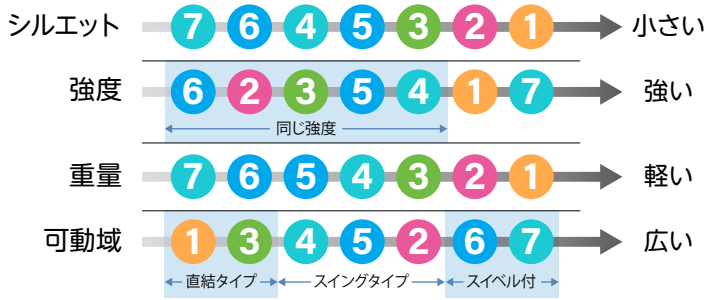 シルエット 7 6 4 5 3 2 1 小さい
強度 6 2 3 5 4 1 7 強い
同じ強度
重量 7 6 5 4 3 2 1 軽い
可動域 1 3 4 5 2 6 7 広い
直結タイプ スイングタイプ スイベル付